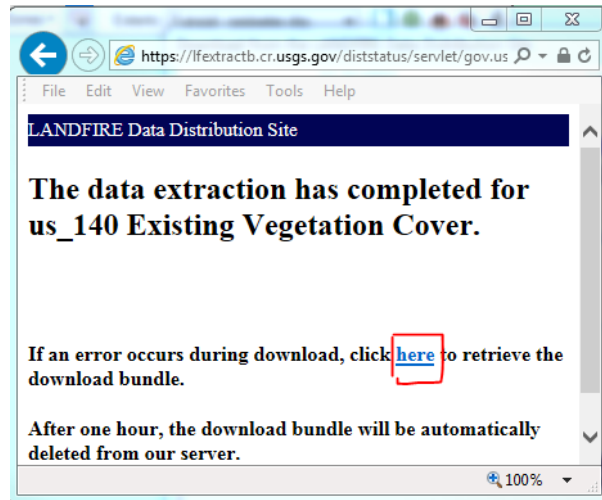 https://lfextractb.cr.usgs.gov/diststatus/servlet/gov.us
File Edit View Favorites Tools Help
LANDFIRE Data Distribution Site
The data extraction has completed for
us_140 Existing Vegetation Cover.
If an error occurs during download, click here to retrieve the
download bundle.
After one hour, the download bundle will be automatically
deleted from our server.
100%